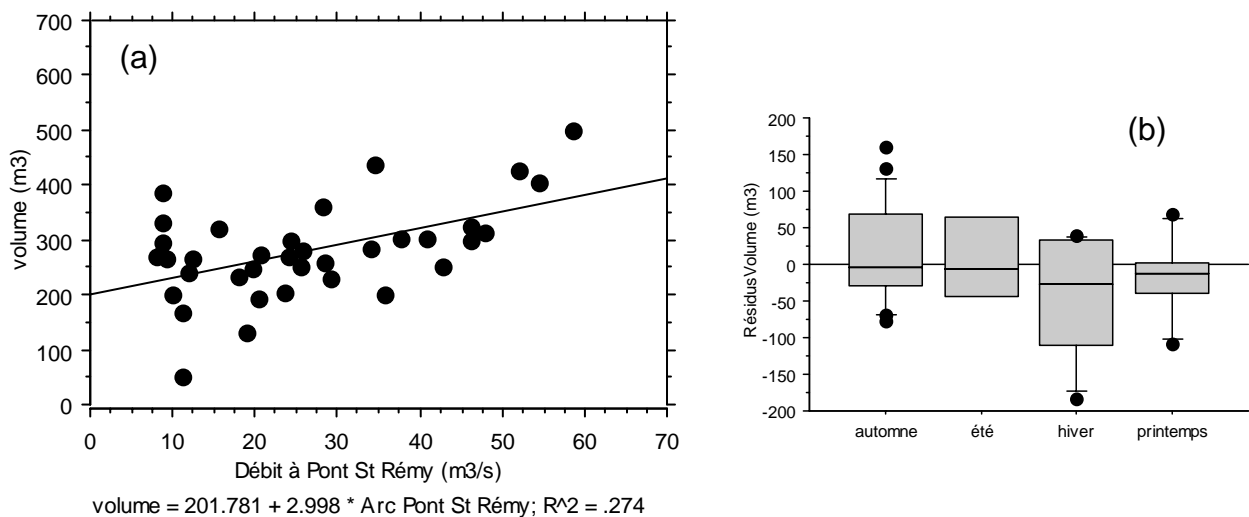 (a)
volume (m3)
700
600
500
400
300
200
100
0
0 10 20 30 40 50 60 70
Débit à Pont St Rémy (m3/s)
volume = 201.781 + 2.998 * Arc Pont St Rémy; R^2 = .274
(b)
RésidusVolume (m3)
200
150
100
50
0
-50
-100
-150
-200
automne été hiver printemps